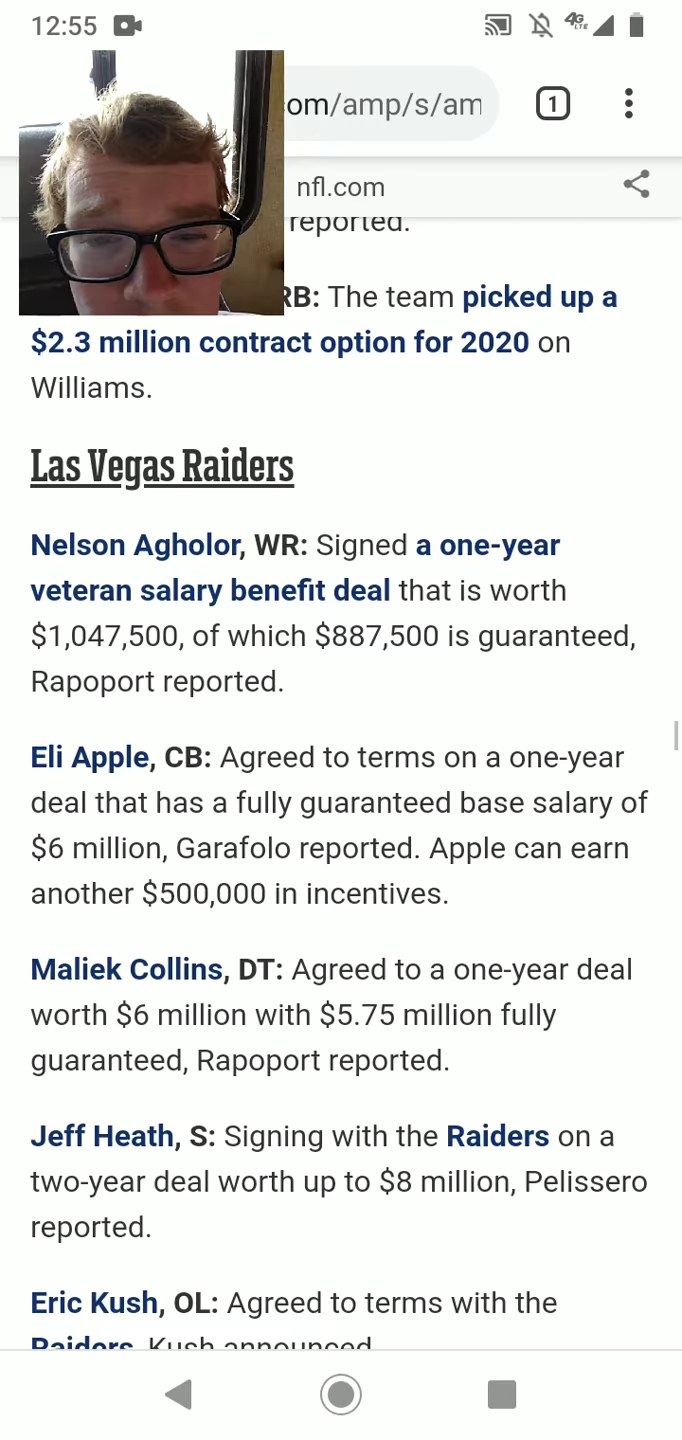 12:55
4G
LTE
com/amp/s/am
1
nfl.com
reported.
RB: The team picked up a
$2.3 million contract option for 2020 on
Williams.
Las Vegas Raiders
Nelson Agholor, WR: Signed a one-year
veteran salary benefit deal that is worth
$1,047,500, of which $887,500 is guaranteed,
Rapoport reported.
Eli Apple, CB: Agreed to terms on a one-year
deal that has a fully guaranteed base salary of
$6 million, Garafolo reported. Apple can earn
another $500,000 in incentives.
Maliek Collins, DT: Agreed to a one-year deal
worth $6 million with $5.75 million fully
guaranteed, Rapoport reported.
Jeff Heath, S: Signing with the Raiders on a
two-year deal worth up to $8 million, Pelissero
reported.
Eric Kush, OL: Agreed to terms with the
Raiders, Kush announced.